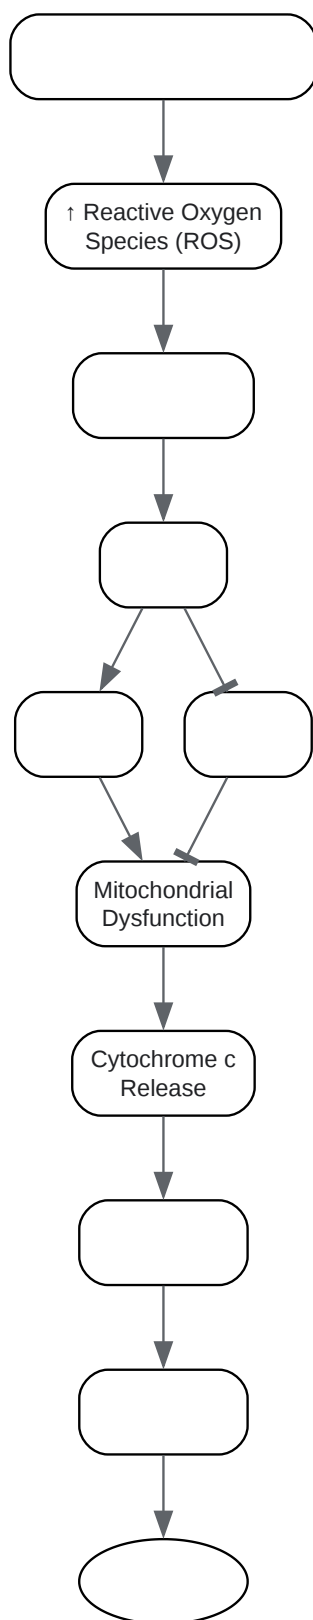 ↑ Reactive Oxygen
Species (ROS)
Mitochondrial
Dysfunction
Cytochrome c
Release